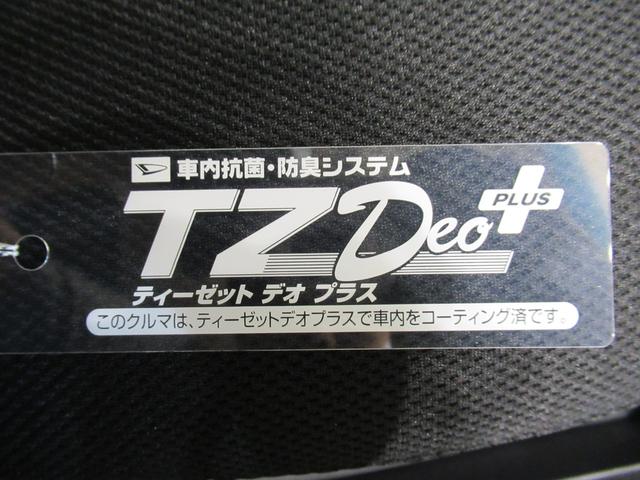 車内抗菌・防臭システム
TZ Deo PLUS
ティーゼット デオ プラス
このクルマは、ティーゼットデオプラスで車内をコーティング済です。